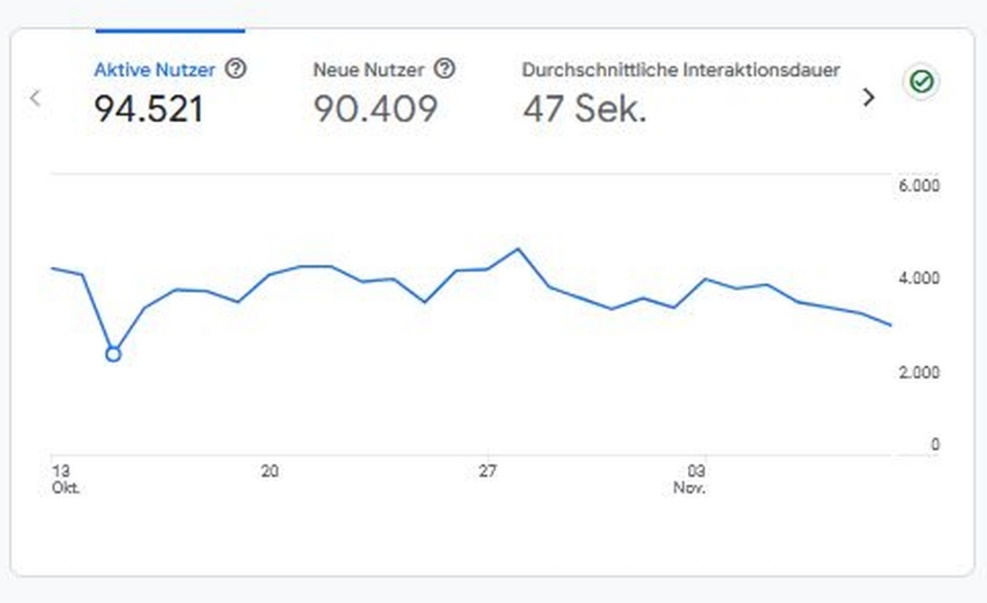 Aktive Nutzer
94.521
Neue Nutzer
90.409
Durchschnittliche Interaktionsdauer
47 Sek.
6.000
4.000
2.000
0
13
Okt.
20
27
03
Nov.